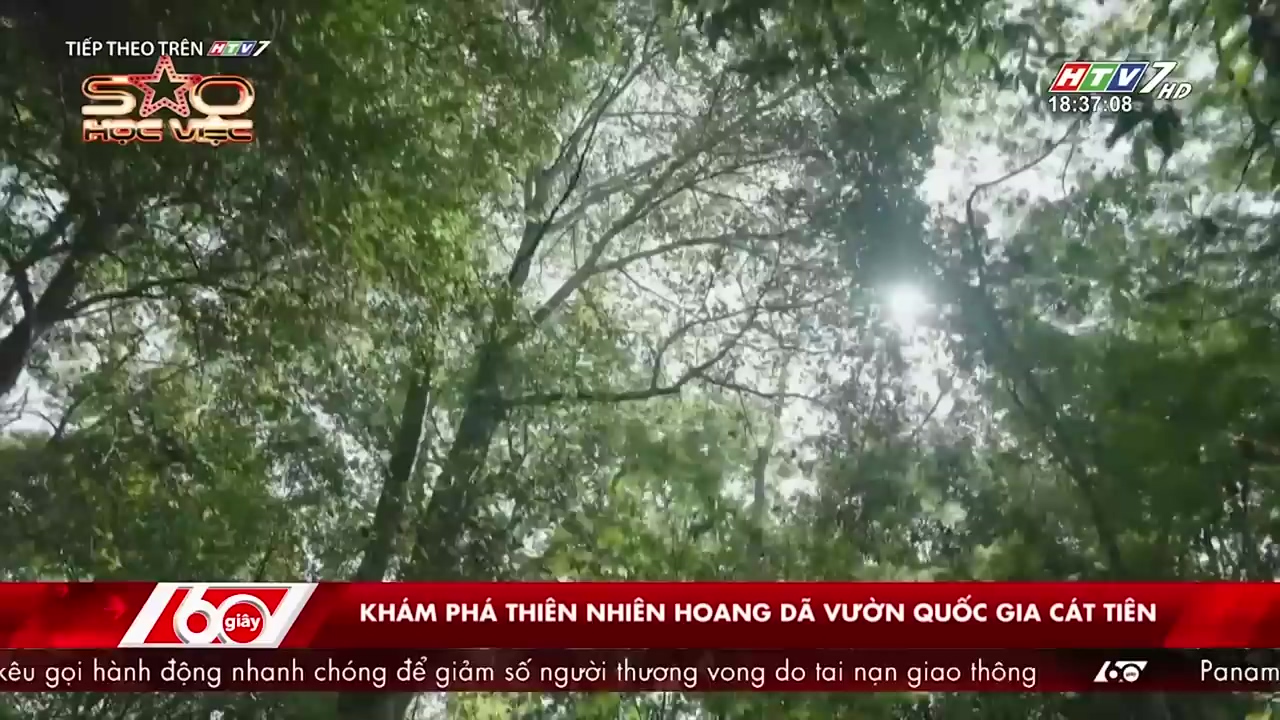 TIẾP THEO TRÊN HTV7
SAO
HỌC VIỆC
HTV7 HD
18:37:08
60 giây
KHÁM PHÁ THIÊN NHIÊN HOANG DÃ VƯỜN QUỐC GIA CÁT TIÊN
kêu gọi hành động nhanh chóng để giảm số người thương vong do tai nạn giao thông 60 giây Panam